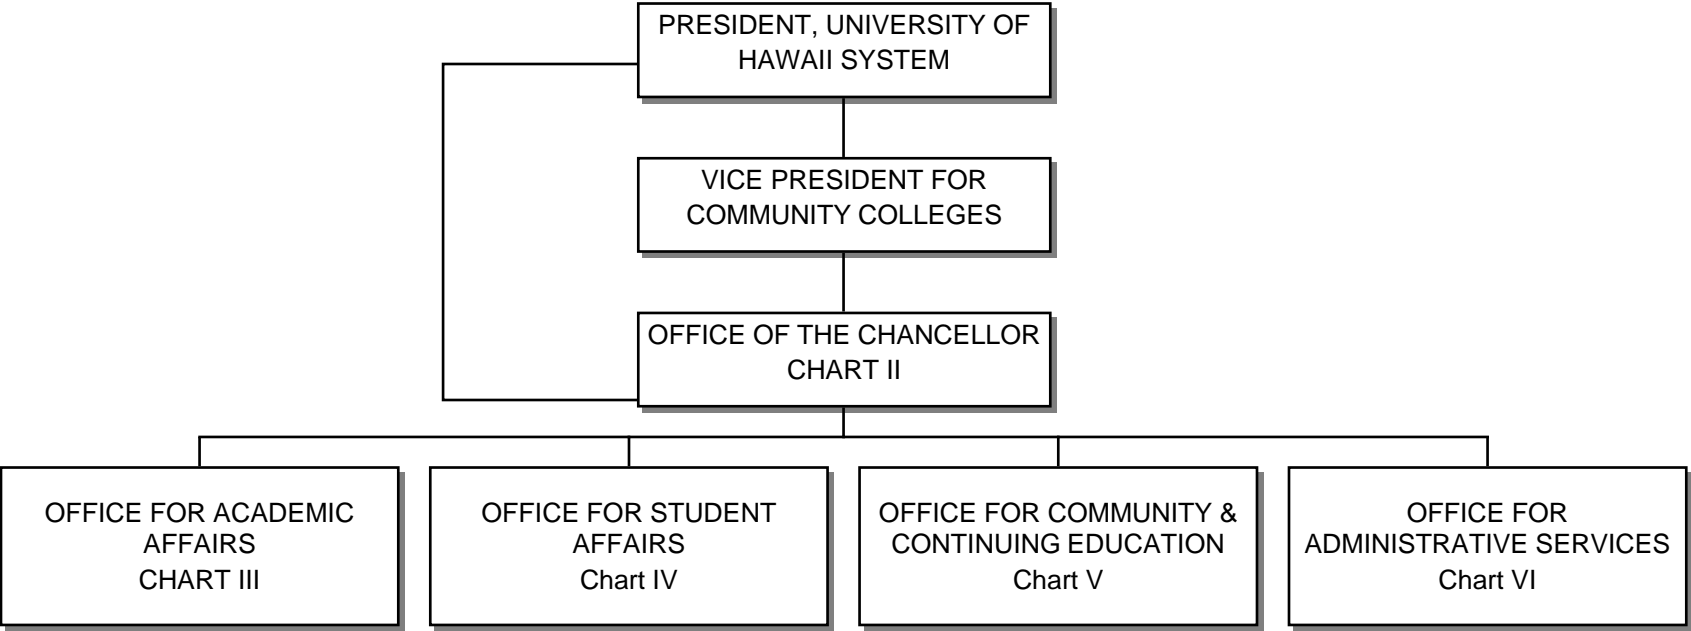 PRESIDENT, UNIVERSITY OF
HAWAII SYSTEM
VICE PRESIDENT FOR
COMMUNITY COLLEGES
OFFICE OF THE CHANCELLOR
CHART II
OFFICE FOR ACADEMIC
AFFAIRS
CHART III
OFFICE FOR STUDENT
AFFAIRS
Chart IV
OFFICE FOR COMMUNITY &
CONTINUING EDUCATION
Chart V
OFFICE FOR
ADMINISTRATIVE SERVICES
Chart VI